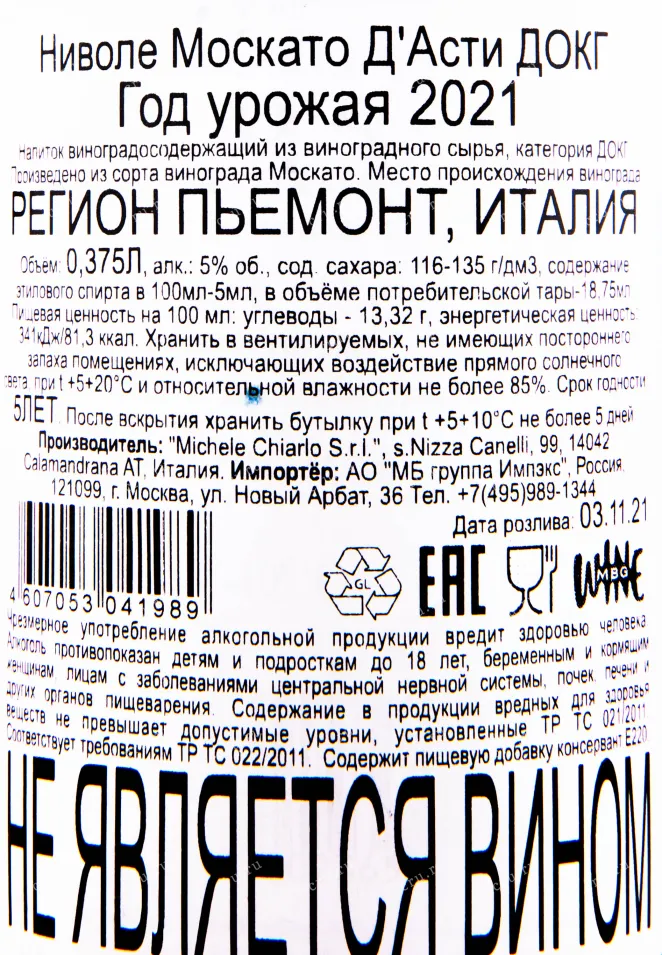 Ниволе Москато Д'Асти ДОКГ
Год урожая 2021
Напиток виноградосодержащий из виноградного сырья, категория ДОКГ
Произведено из сорта винограда Москато. Место происхождения винограда
РЕГИОН ПЬЕМОНТ, ИТАЛИЯ
Объём: 0,375Л, алк.: 5% об., сод. сахара: 116-135 г/дм3, содержание
этилового спирта в 100мл-5мл, в объёме потребительской тары-18,75мл
Пищевая ценность на 100 мл: углеводы - 13,32 г, энергетическая ценность
341кДж/81,3 ккал. Хранить в вентилируемых, не имеющих постороннего
запаха помещениях, исключающих воздействие прямого солнечного
света, при t +5+20°С и относительной влажности не более 85%. Срок годности
5ЛЕТ. После вскрытия хранить бутылку при t +5+10°С не более 5 дней
Производитель: "Michele Chiarlo S.r.l.", s.Nizza Canelli, 99, 14042
Calamandrana AT, Италия. Импортёр: АО "МБ группа Импэкс", Россия,
121099, г. Москва, ул. Новый Арбат, 36 Тел. +7(495)989-1344
Дата розлива: 03.11.21
GL
EAC
WINE
MBG
4 607053 041989
Чрезмерное употребление алкогольной продукции вредит здоровью человека
Алкоголь противопоказан детям и подросткам до 18 лет, беременным и кормящим
женщинам, лицам с заболеваниями центральной нервной системы, почек, печени и
других органов пищеварения. Содержание в продукции вредных для здоровья
веществ не превышает допустимые уровни, установленные ТР ТС 021/2011
Соответствует требованиям ТР ТС 022/2011. Содержит пищевую добавку консервант Е220
НЕ ЯВЛЯЕТСЯ ВИНОМ